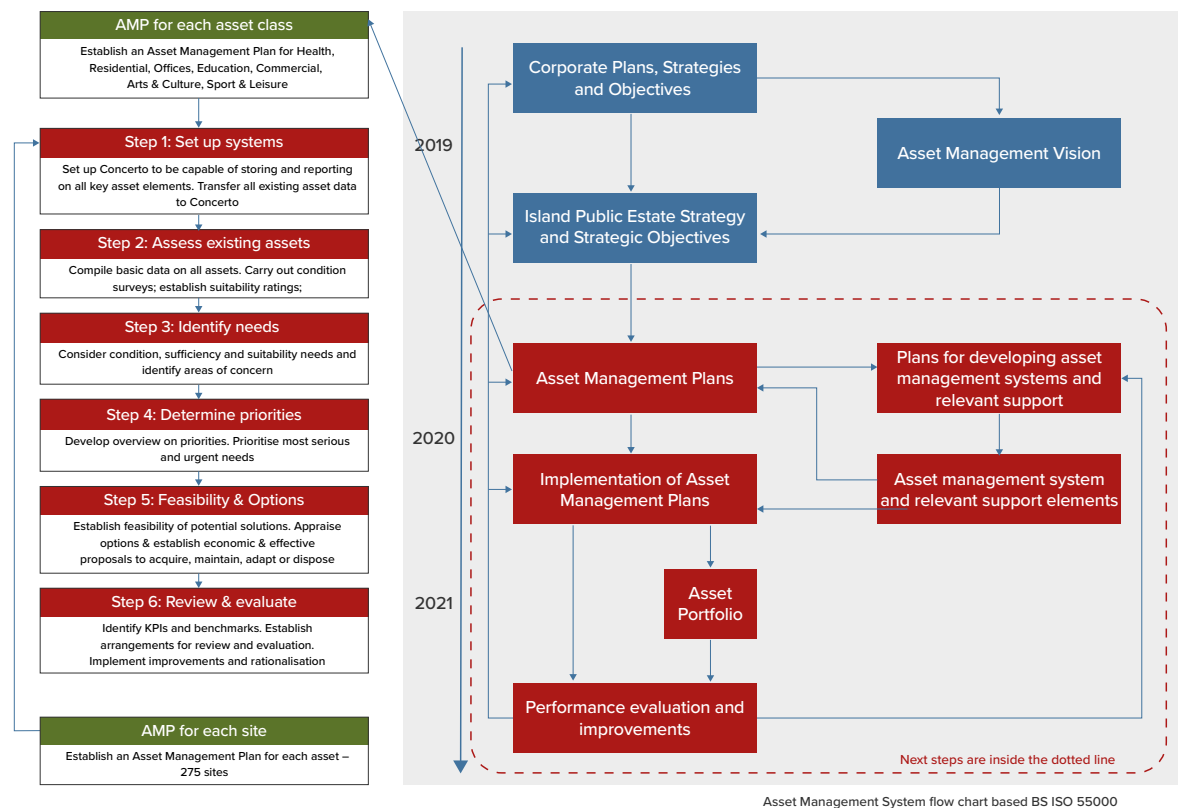 AMP for each asset class
Establish an Asset Management Plan for Health,
Residential, Offices, Education, Commercial,
Arts & Culture, Sport & Leisure
Step 1: Set up systems
Set up Concerto to be capable of storing and reporting
on all key asset elements. Transfer all existing asset data
to Concerto
Step 2: Assess existing assets
Compile basic data on all assets. Carry out condition
surveys; establish suitability ratings;
Step 3: Identify needs
Consider condition, sufficiency and suitability needs and
identify areas of concern
Step 4: Determine priorities
Develop overview on priorities. Prioritise most serious
and urgent needs
Step 5: Feasibility & Options
Establish feasibility of potential solutions. Appraise
options & establish economic & effective
proposals to acquire, maintain, adapt or dispose
Step 6: Review & evaluate
Identify KPIs and benchmarks. Establish
arrangements for review and evaluation.
Implement improvements and rationalisation
AMP for each site
Establish an Asset Management Plan for each asset –
275 sites
2019
2020
2021
Corporate Plans, Strategies
and Objectives
Asset Management Vision
Island Public Estate Strategy
and Strategic Objectives
Asset Management Plans
Plans for developing asset
management systems and
relevant support
Implementation of Asset
Management Plans
Asset management system
and relevant support elements
Asset
Portfolio
Performance evaluation and
improvements
Next steps are inside the dotted line
Asset Management System flow chart based BS ISO 55000